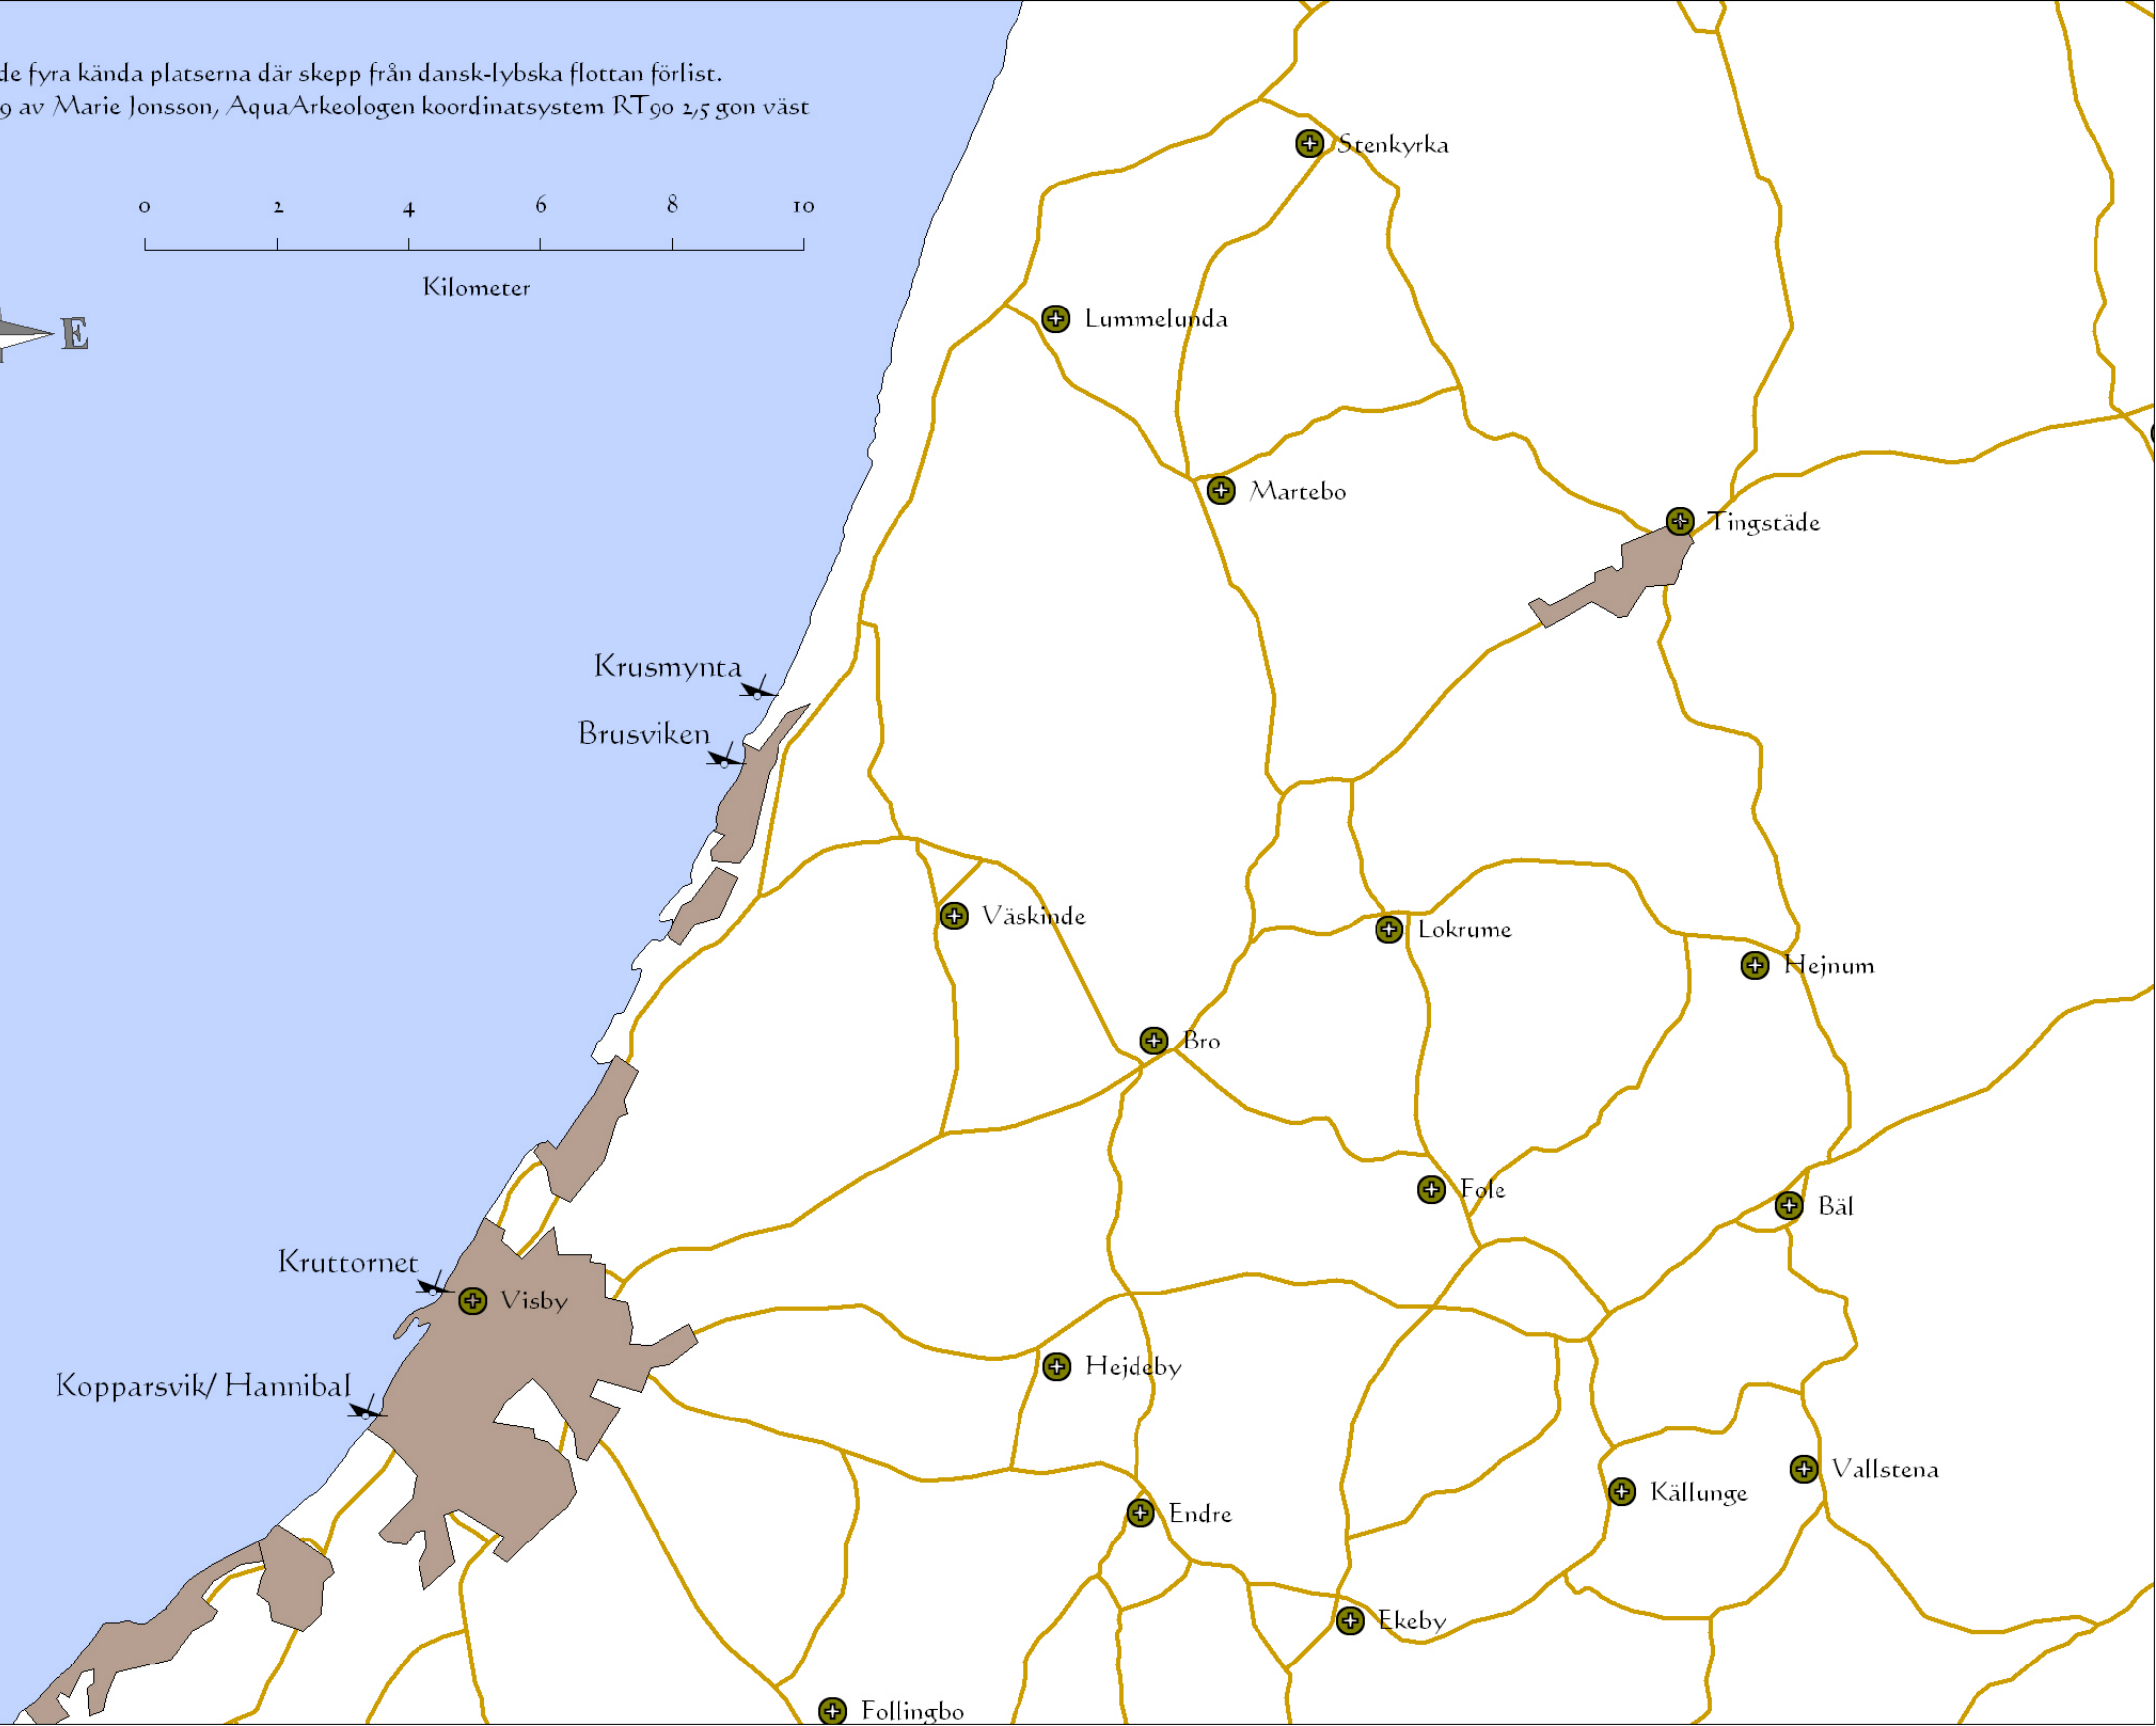 de fyra kända platserna där skepp från dansk-lybska flottan förlist.
9 av Marie Jonsson, AquaArkeologen koordinatsystem RT90 2,5 gon väst
0 2 4 6 8 10
Kilometer
E
Stenkyrka
Lummelunda
Martebo
Tingstäde
Krusmynta
Brusviken
Väskinde
Lokrume
Hejnum
Bro
Fole
Bäl
Kruttornet
Visby
Hejdeby
Kopparsvik/ Hannibal
Vallstena
Källunge
Endre
Ekeby
Follingbo